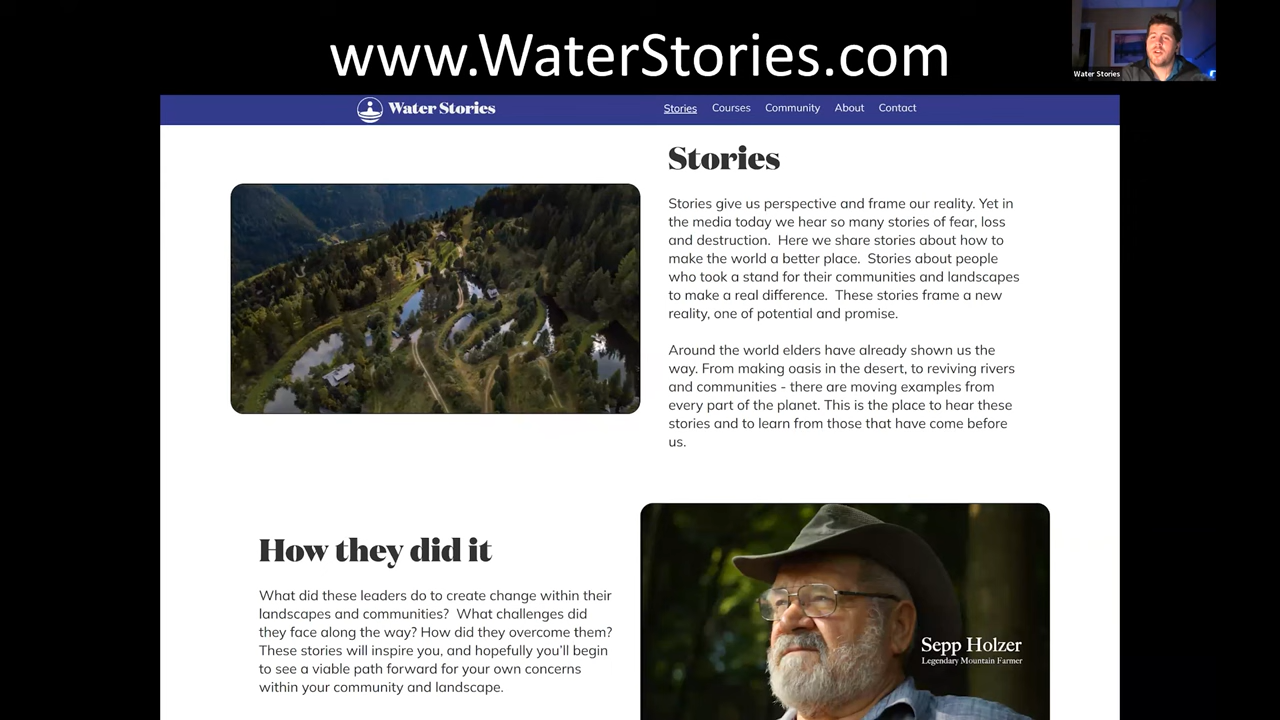 www.WaterStories.com
Water Stories
Water Stories
Stories
Courses
Community
About
Contact
Stories
Stories give us perspective and frame our reality. Yet in
the media today we hear so many stories of fear, loss
and destruction.  Here we share stories about how to
make the world a better place.  Stories about people
who took a stand for their communities and landscapes
to make a real difference.  These stories frame a new
reality, one of potential and promise.
Around the world elders have already shown us the
way. From making oasis in the desert, to reviving rivers
and communities - there are moving examples from
every part of the planet. This is the place to hear these
stories and to learn from those that have come before
us.
How they did it
What did these leaders do to create change within their
landscapes and communities?  What challenges did
they face along the way? How did they overcome them?
These stories will inspire you, and hopefully you'll begin
to see a viable path forward for your own concerns
within your community and landscape.
Sepp Holzer
Legendary Mountain Farmer